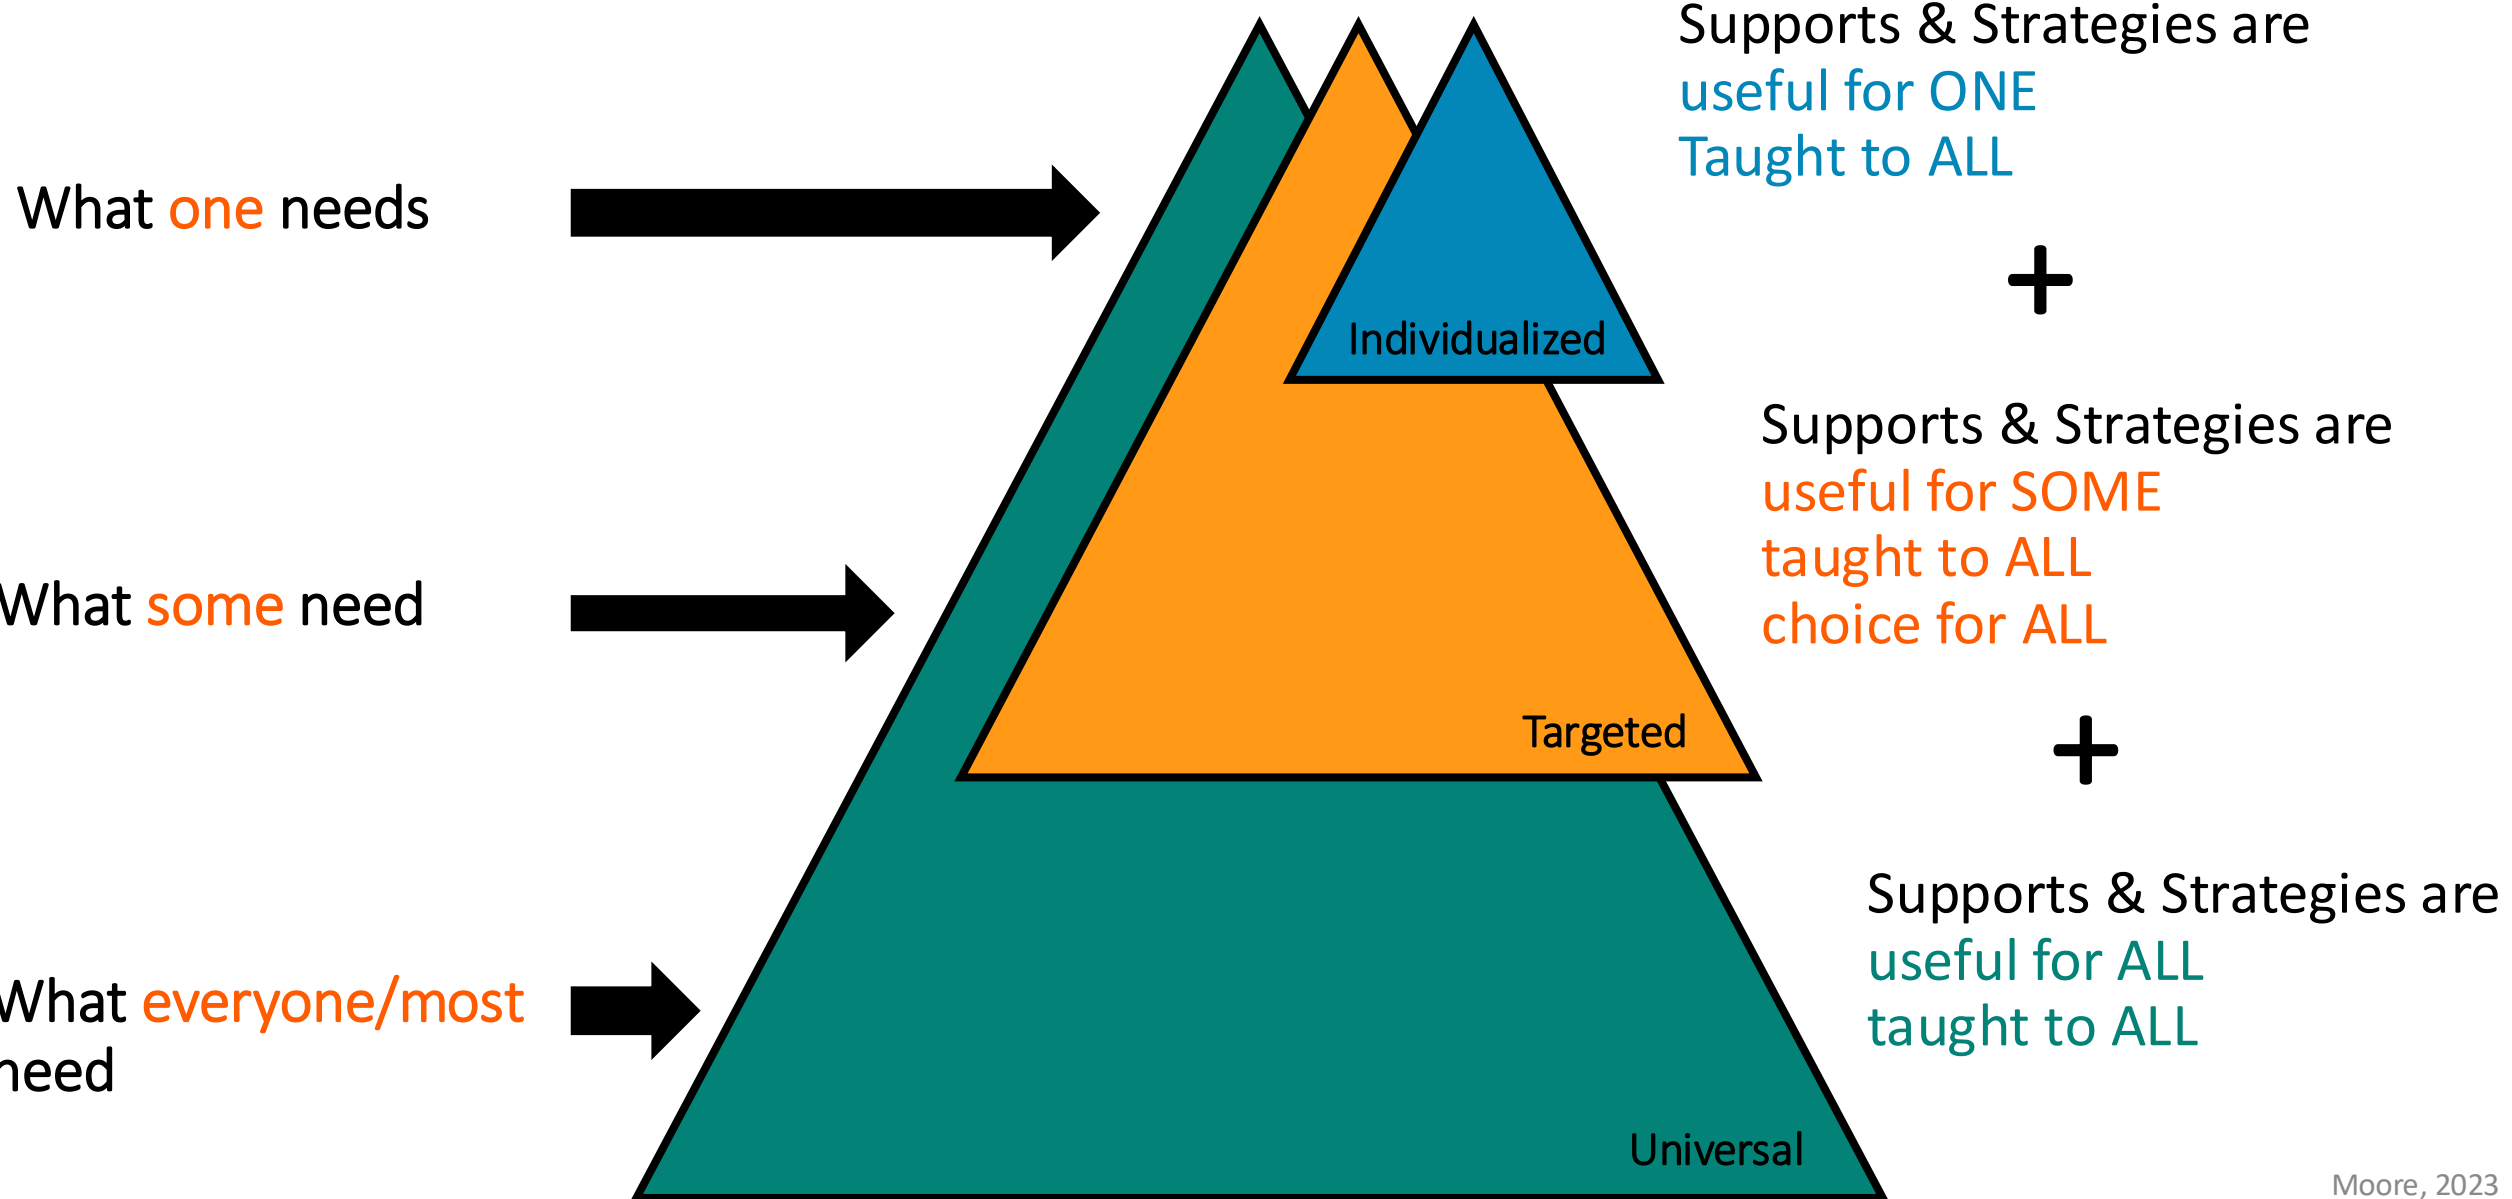 What one needs
What some need
What everyone/most
need
Individualized
Targeted
Universal
Supports & Strategies are
useful for ONE
Taught to ALL
+
Supports & Strategies are
useful for SOME
taught to ALL
choice for ALL
+
Supports & Strategies are
useful for ALL
taught to ALL
Moore, 2023